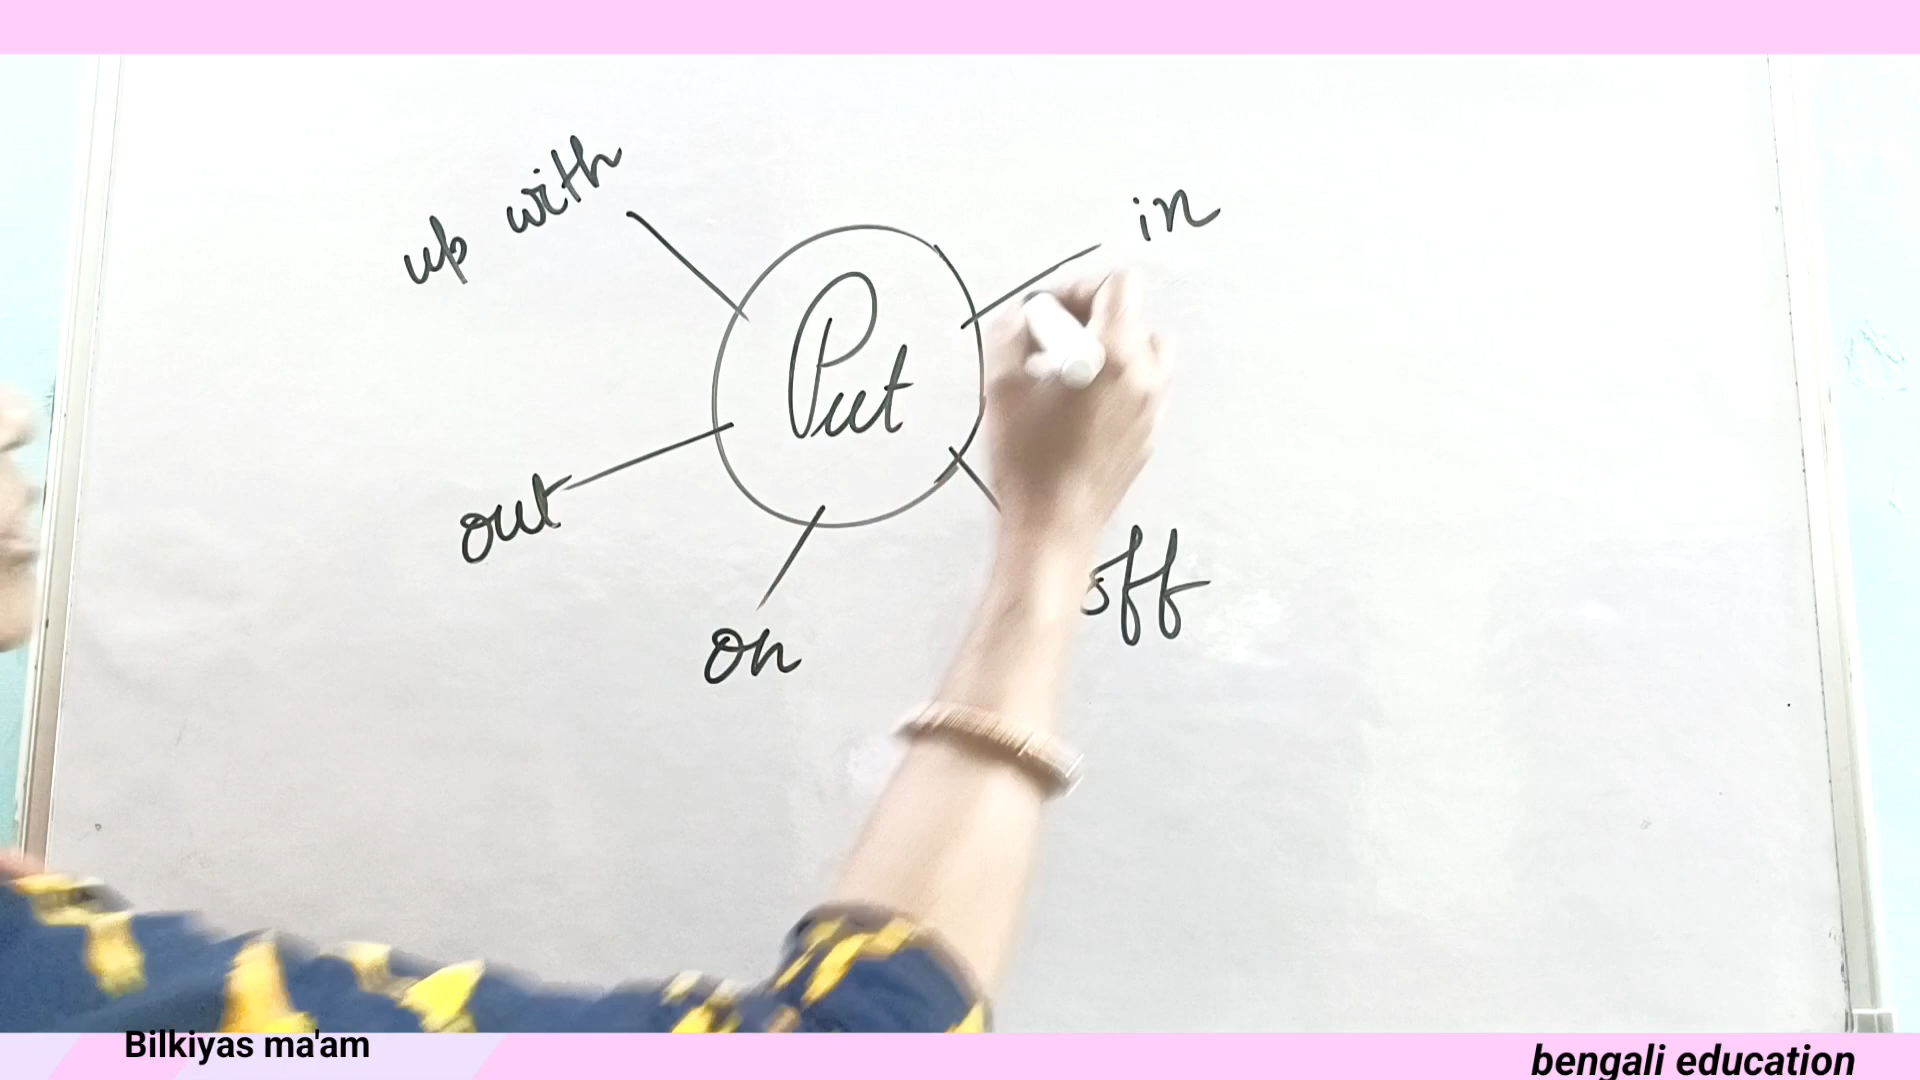 up with
in
Put
out
off
on
Bilkiyas ma'am
bengali education